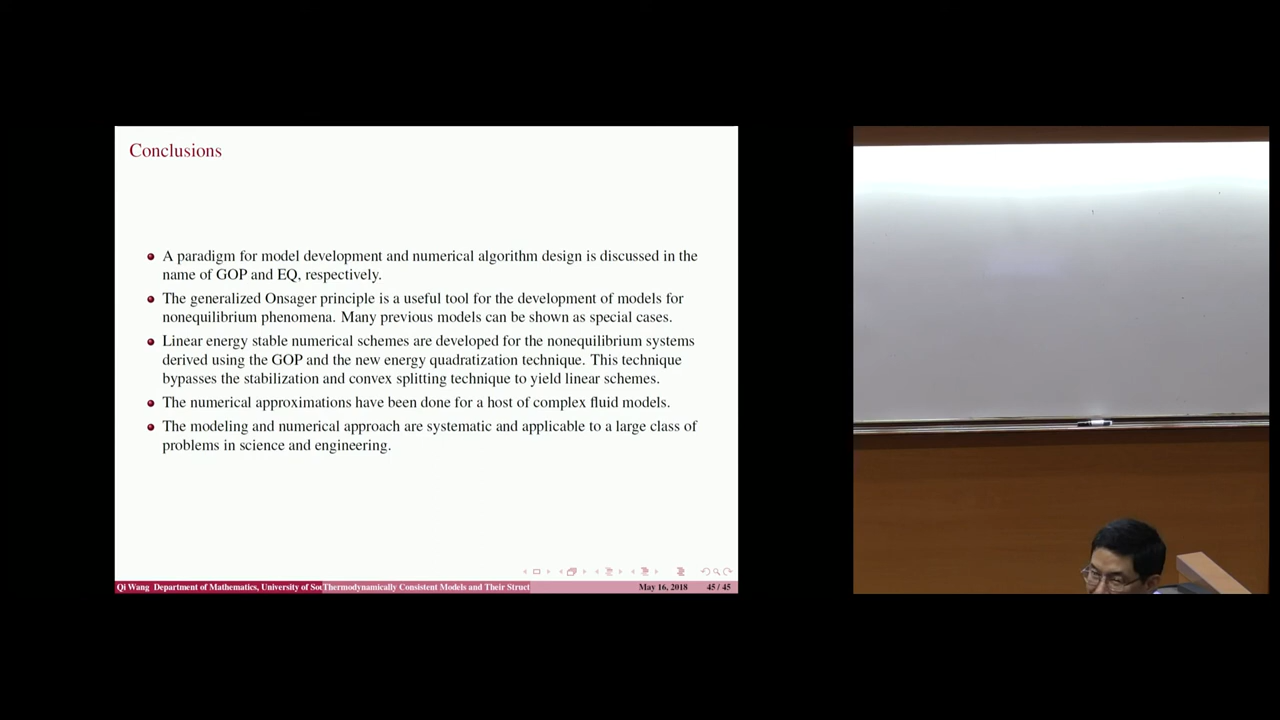 Conclusions
A paradigm for model development and numerical algorithm design is discussed in the
name of GOP and EQ, respectively.
The generalized Onsager principle is a useful tool for the development of models for
nonequilibrium phenomena. Many previous models can be shown as special cases.
Linear energy stable numerical schemes are developed for the nonequilibrium systems
derived using the GOP and the new energy quadratization technique. This technique
bypasses the stabilization and convex splitting technique to yield linear schemes.
The numerical approximations have been done for a host of complex fluid models.
The modeling and numerical approach are systematic and applicable to a large class of
problems in science and engineering.
Qi Wang Department of Mathematics, University of Sou Thermodynamically Consistent Models and Their Struct May 16, 2018 45 / 45